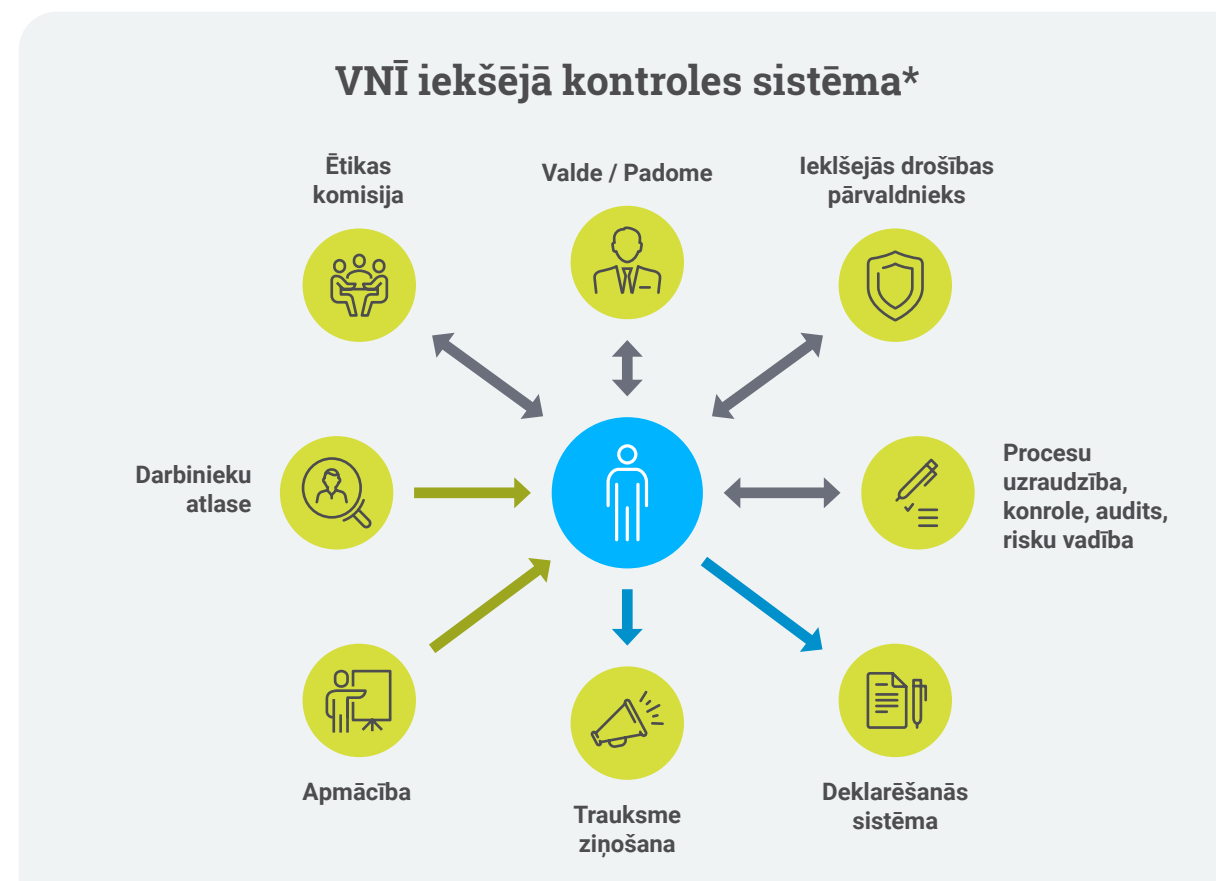 VNĪ iekšējā kontroles sistēma*
Ētikas
komisija
Valde / Padome
Ieklšejās drošības
pārvaldnieks
Darbinieku
atlase
Procesu
uzraudzība,
konrole, audits,
risku vadība
Apmācība
Trauksme
ziņošana
Deklarēšanās
sistēma